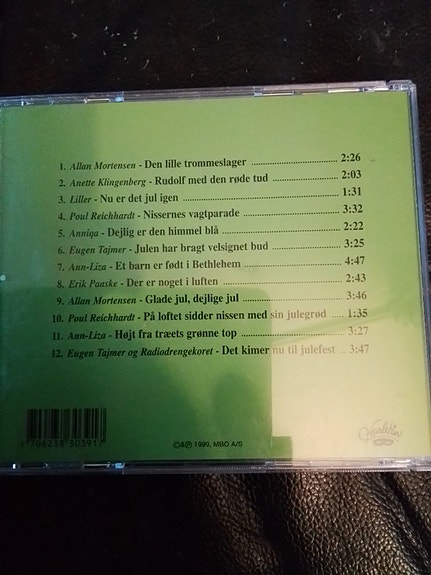 1. Allan Mortensen - Den lille trommeslager ........ 2:26
2. Anette Klingenberg - Rudolf med den røde tud ........ 2:03
3. Liller - Nu er det jul igen ........ 1:31
4. Poul Reichhardt - Nissernes vagtparade ........ 3:32
5. Anniqa - Dejlig er den himmel blå ........ 2:22
6. Eugen Tajmer - Julen har bragt velsignet bud ........ 3:25
7. Ann-Liza - Et barn er født i Bethlehem ........ 4:47
8. Erik Paaske - Der er noget i luften ........ 2:43
9. Allan Mortensen - Glade jul, dejlige jul ........ 3:46
10. Poul Reichhardt - På loftet sidder nissen med sin julegrød ..... 1:35
11. Ann-Liza - Højt fra træets grønne top ........ 3:27
12. Eugen Tajmer og Radiodrengekoret - Det kimer nu til julefest .. 3:47
5 706238 303917
©&℗ 1999, MBO A/S